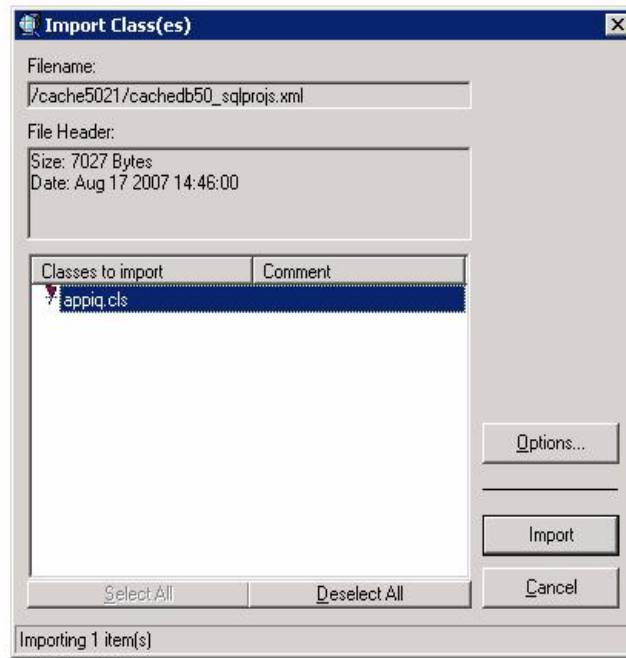 Import Class(es)
Filename:
/cache5021/cachedb50_sqlprojs.xml
File Header:
Size: 7027 Bytes
Date: Aug 17 2007 14:46:00
Classes to import Comment
appiq.cls
Options...
Import
Select All Deselect All Cancel
Importing 1 item(s)